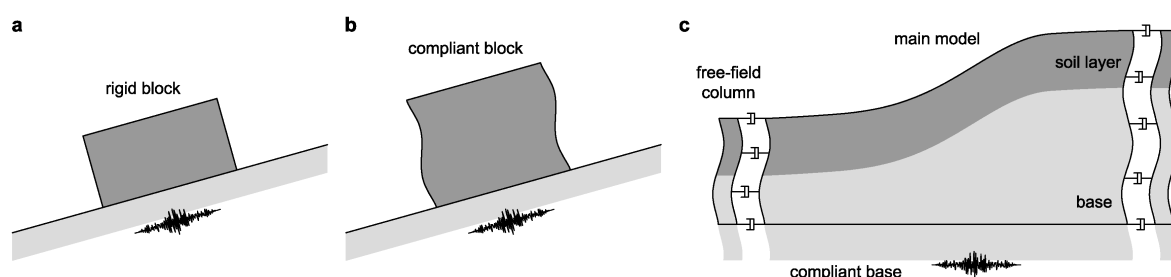 a
rigid block
b
compliant block
c
main model
free-field
column
soil layer
base
compliant base